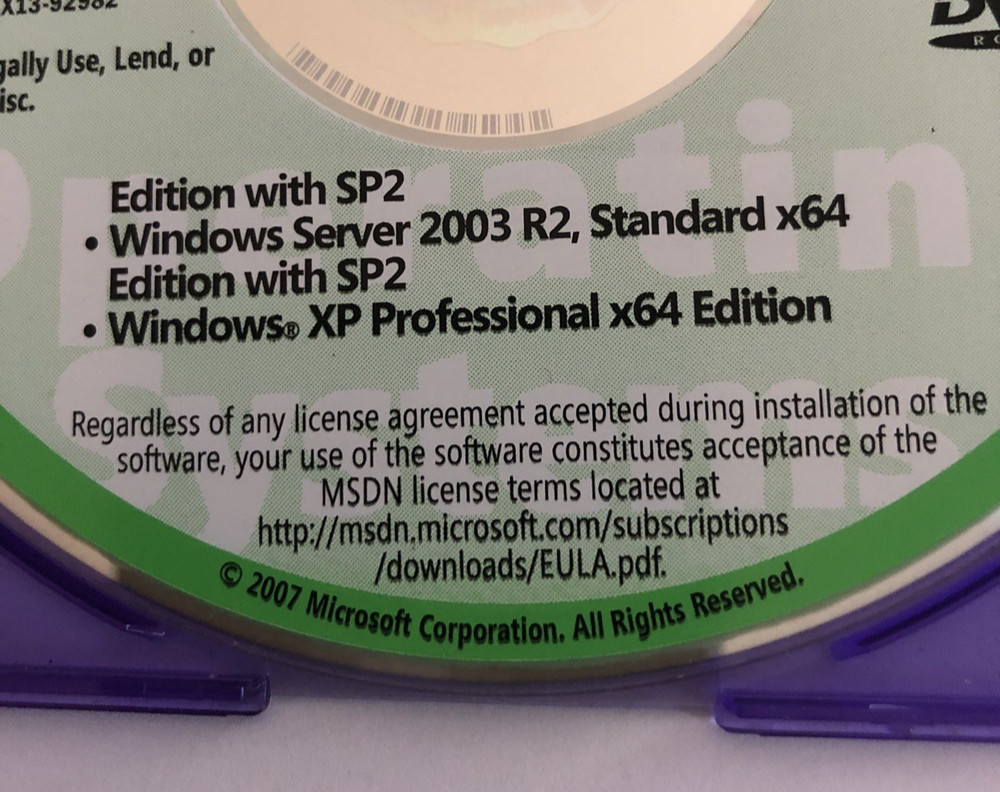 X13-92982
gally Use, Lend, or
isc.
Edition with SP2
• Windows Server 2003 R2, Standard x64
Edition with SP2
• Windows® XP Professional x64 Edition
Operating
Systems
Regardless of any license agreement accepted during installation of the
software, your use of the software constitutes acceptance of the
MSDN license terms located at
http://msdn.microsoft.com/subscriptions
/downloads/EULA.pdf.
© 2007 Microsoft Corporation. All Rights Reserved.